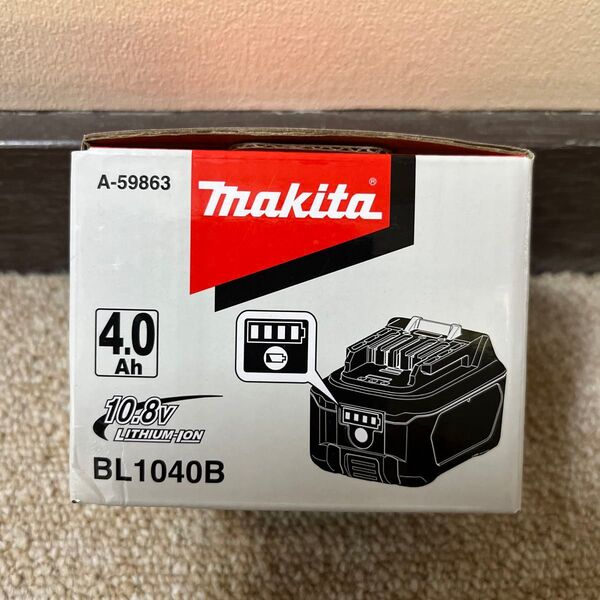 A-59863
makita®
4.0
Ah
10.8V
LITHIUM-ION
BL1040B